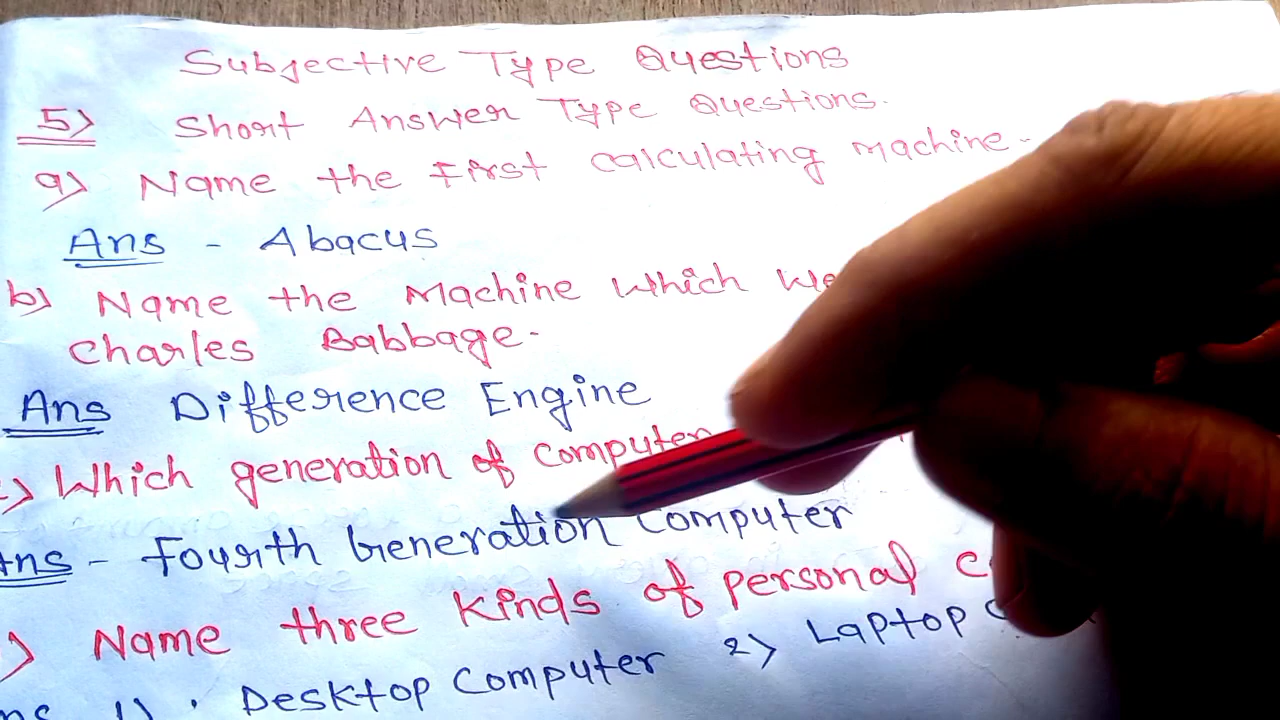 Subjective Type Questions
5) Short Answer Type Questions.
a) Name the First calculating Machine.
Ans - Abacus
b) Name the Machine which
Charles Babbage.
Ans Difference Engine
) Which generation of computer
Ans - Fourth Generation Computer
) Name three kinds of personal
1) Desktop Computer 2) Laptop